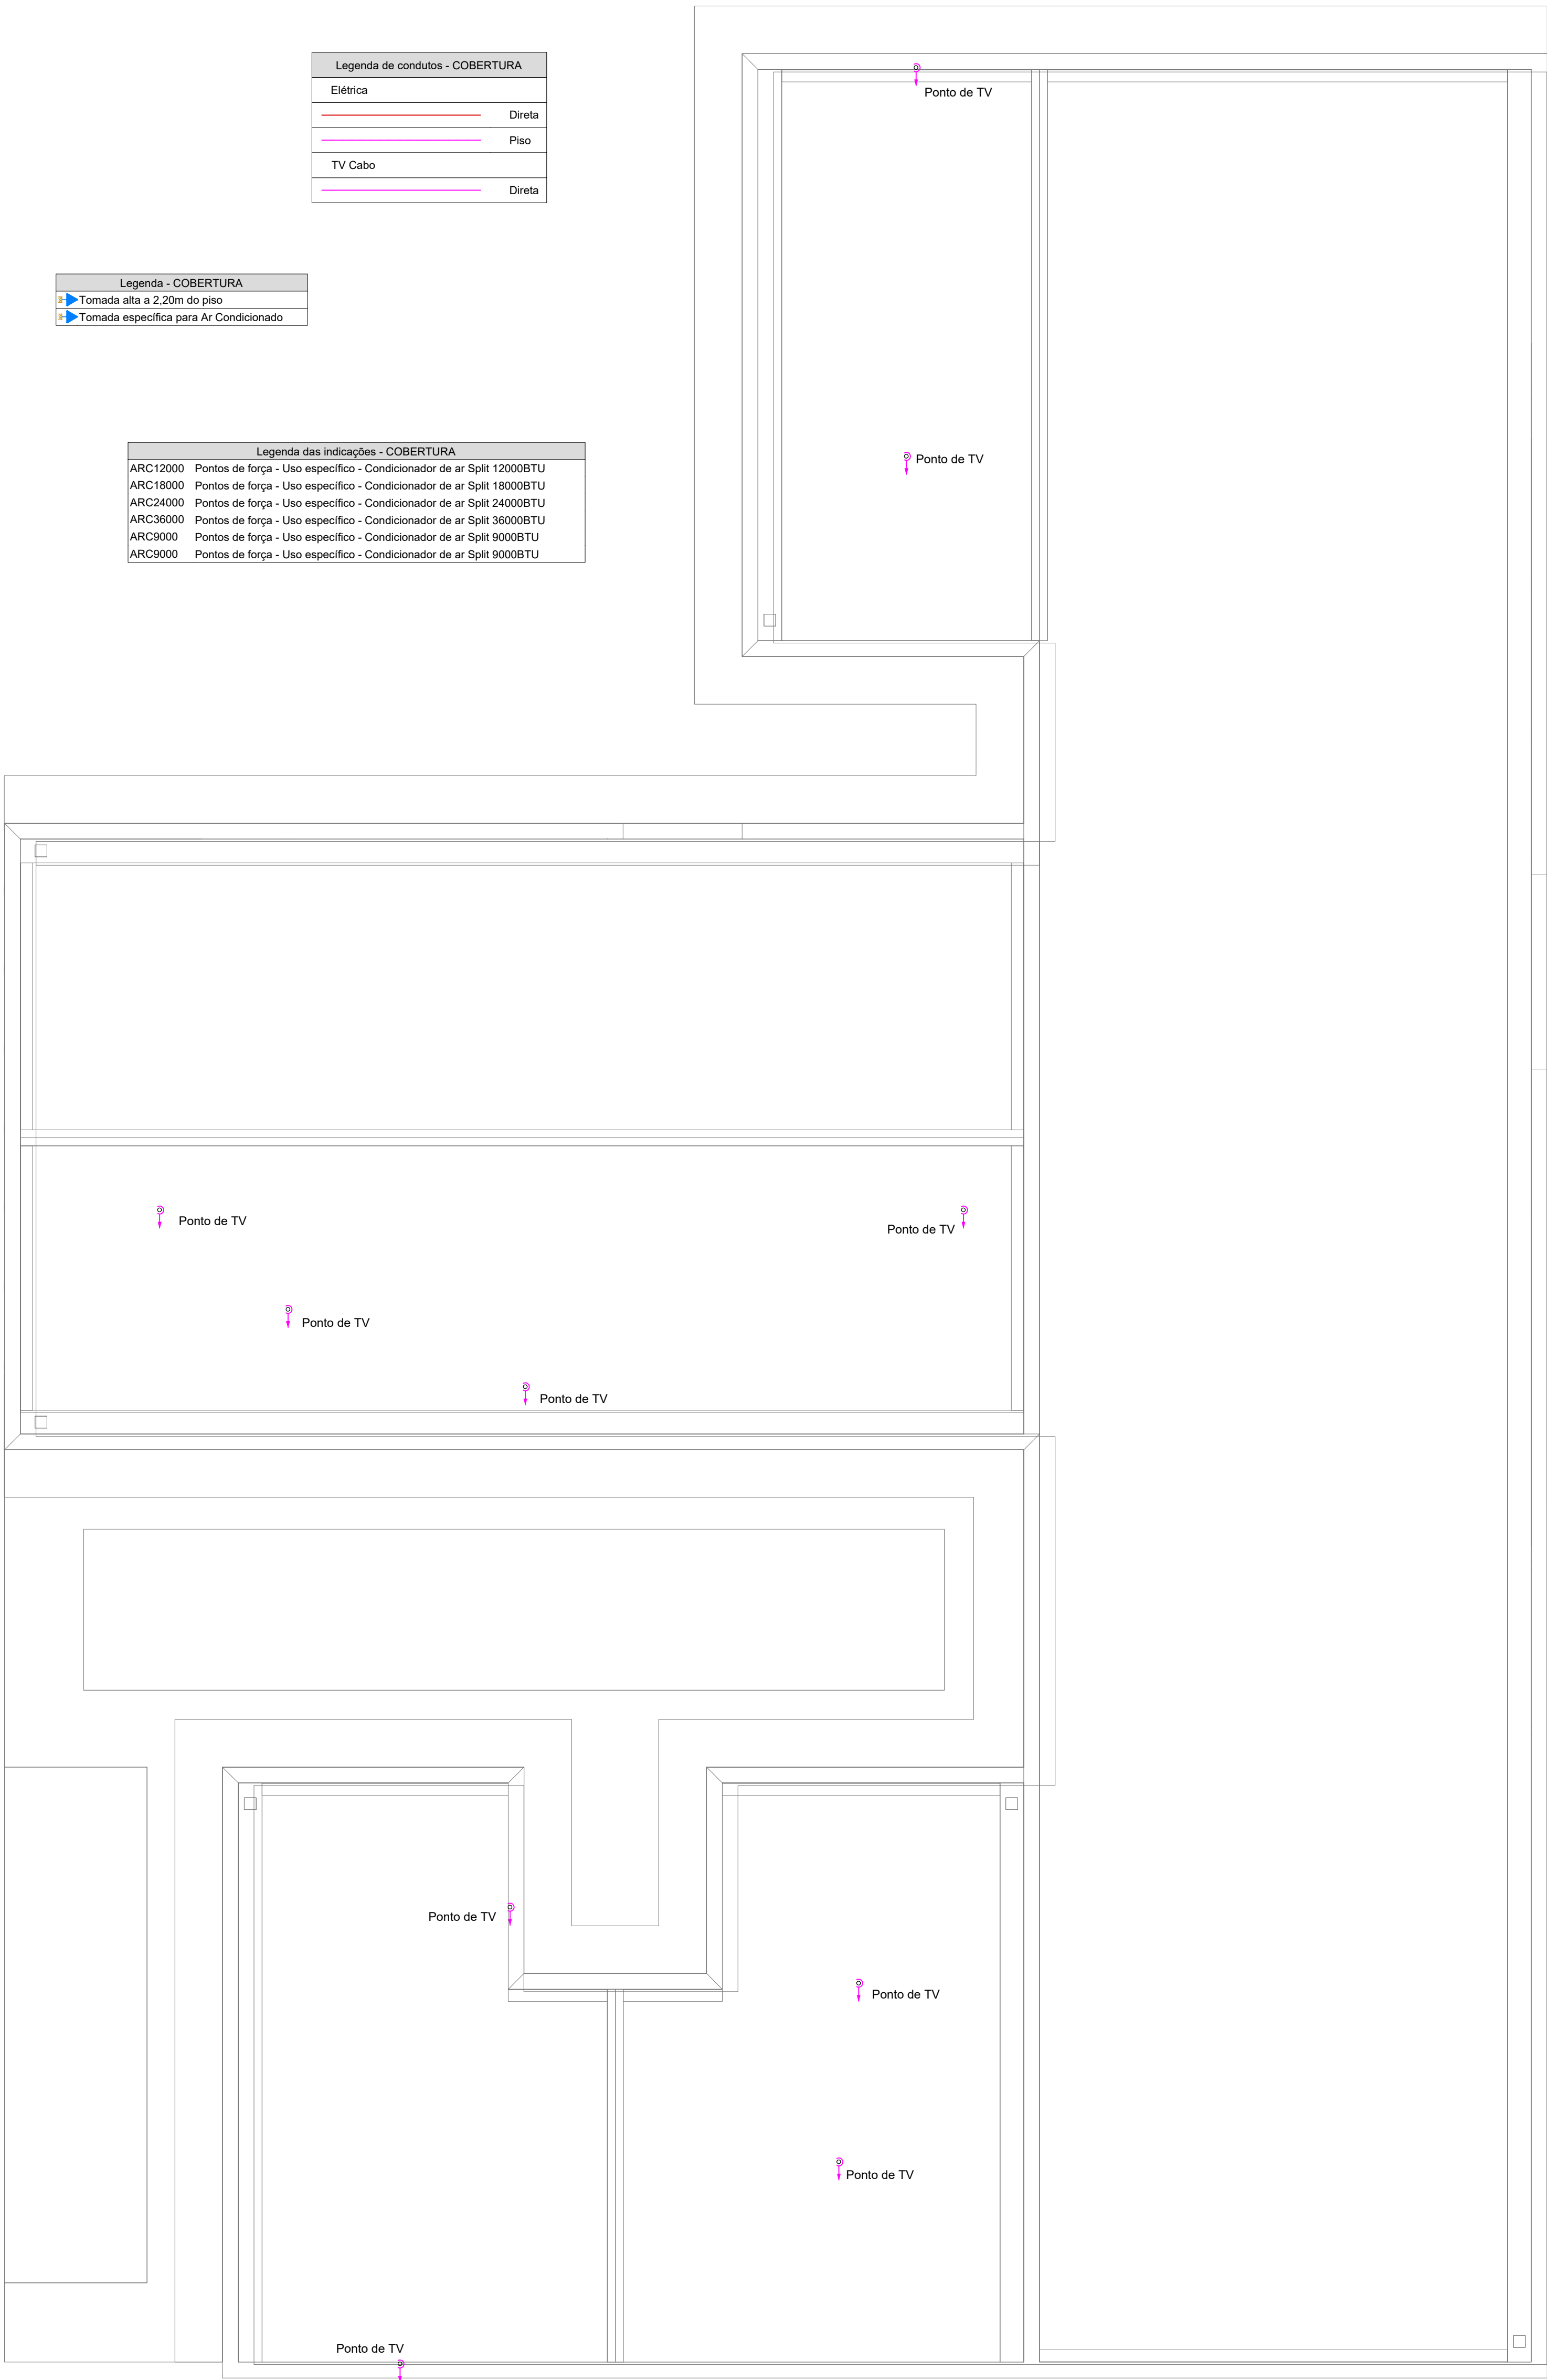 Legenda de condutos - COBERTURA
Elétrica
Direta
Piso
TV Cabo
Direta
Ponto de TV
Legenda - COBERTURA
Tomada alta a 2,20m do piso
Tomada específica para Ar Condicionado
Legenda das indicações - COBERTURA
ARC12000 Pontos de força - Uso específico - Condicionador de ar Split 12000BTU
ARC18000 Pontos de força - Uso específico - Condicionador de ar Split 18000BTU
ARC24000 Pontos de força - Uso específico - Condicionador de ar Split 24000BTU
ARC36000 Pontos de força - Uso específico - Condicionador de ar Split 36000BTU
ARC9000 Pontos de força - Uso específico - Condicionador de ar Split 9000BTU
ARC9000 Pontos de força - Uso específico - Condicionador de ar Split 9000BTU
Ponto de TV
Ponto de TV
Ponto de TV
Ponto de TV
Ponto de TV
Ponto de TV
Ponto de TV
Ponto de TV
Ponto de TV